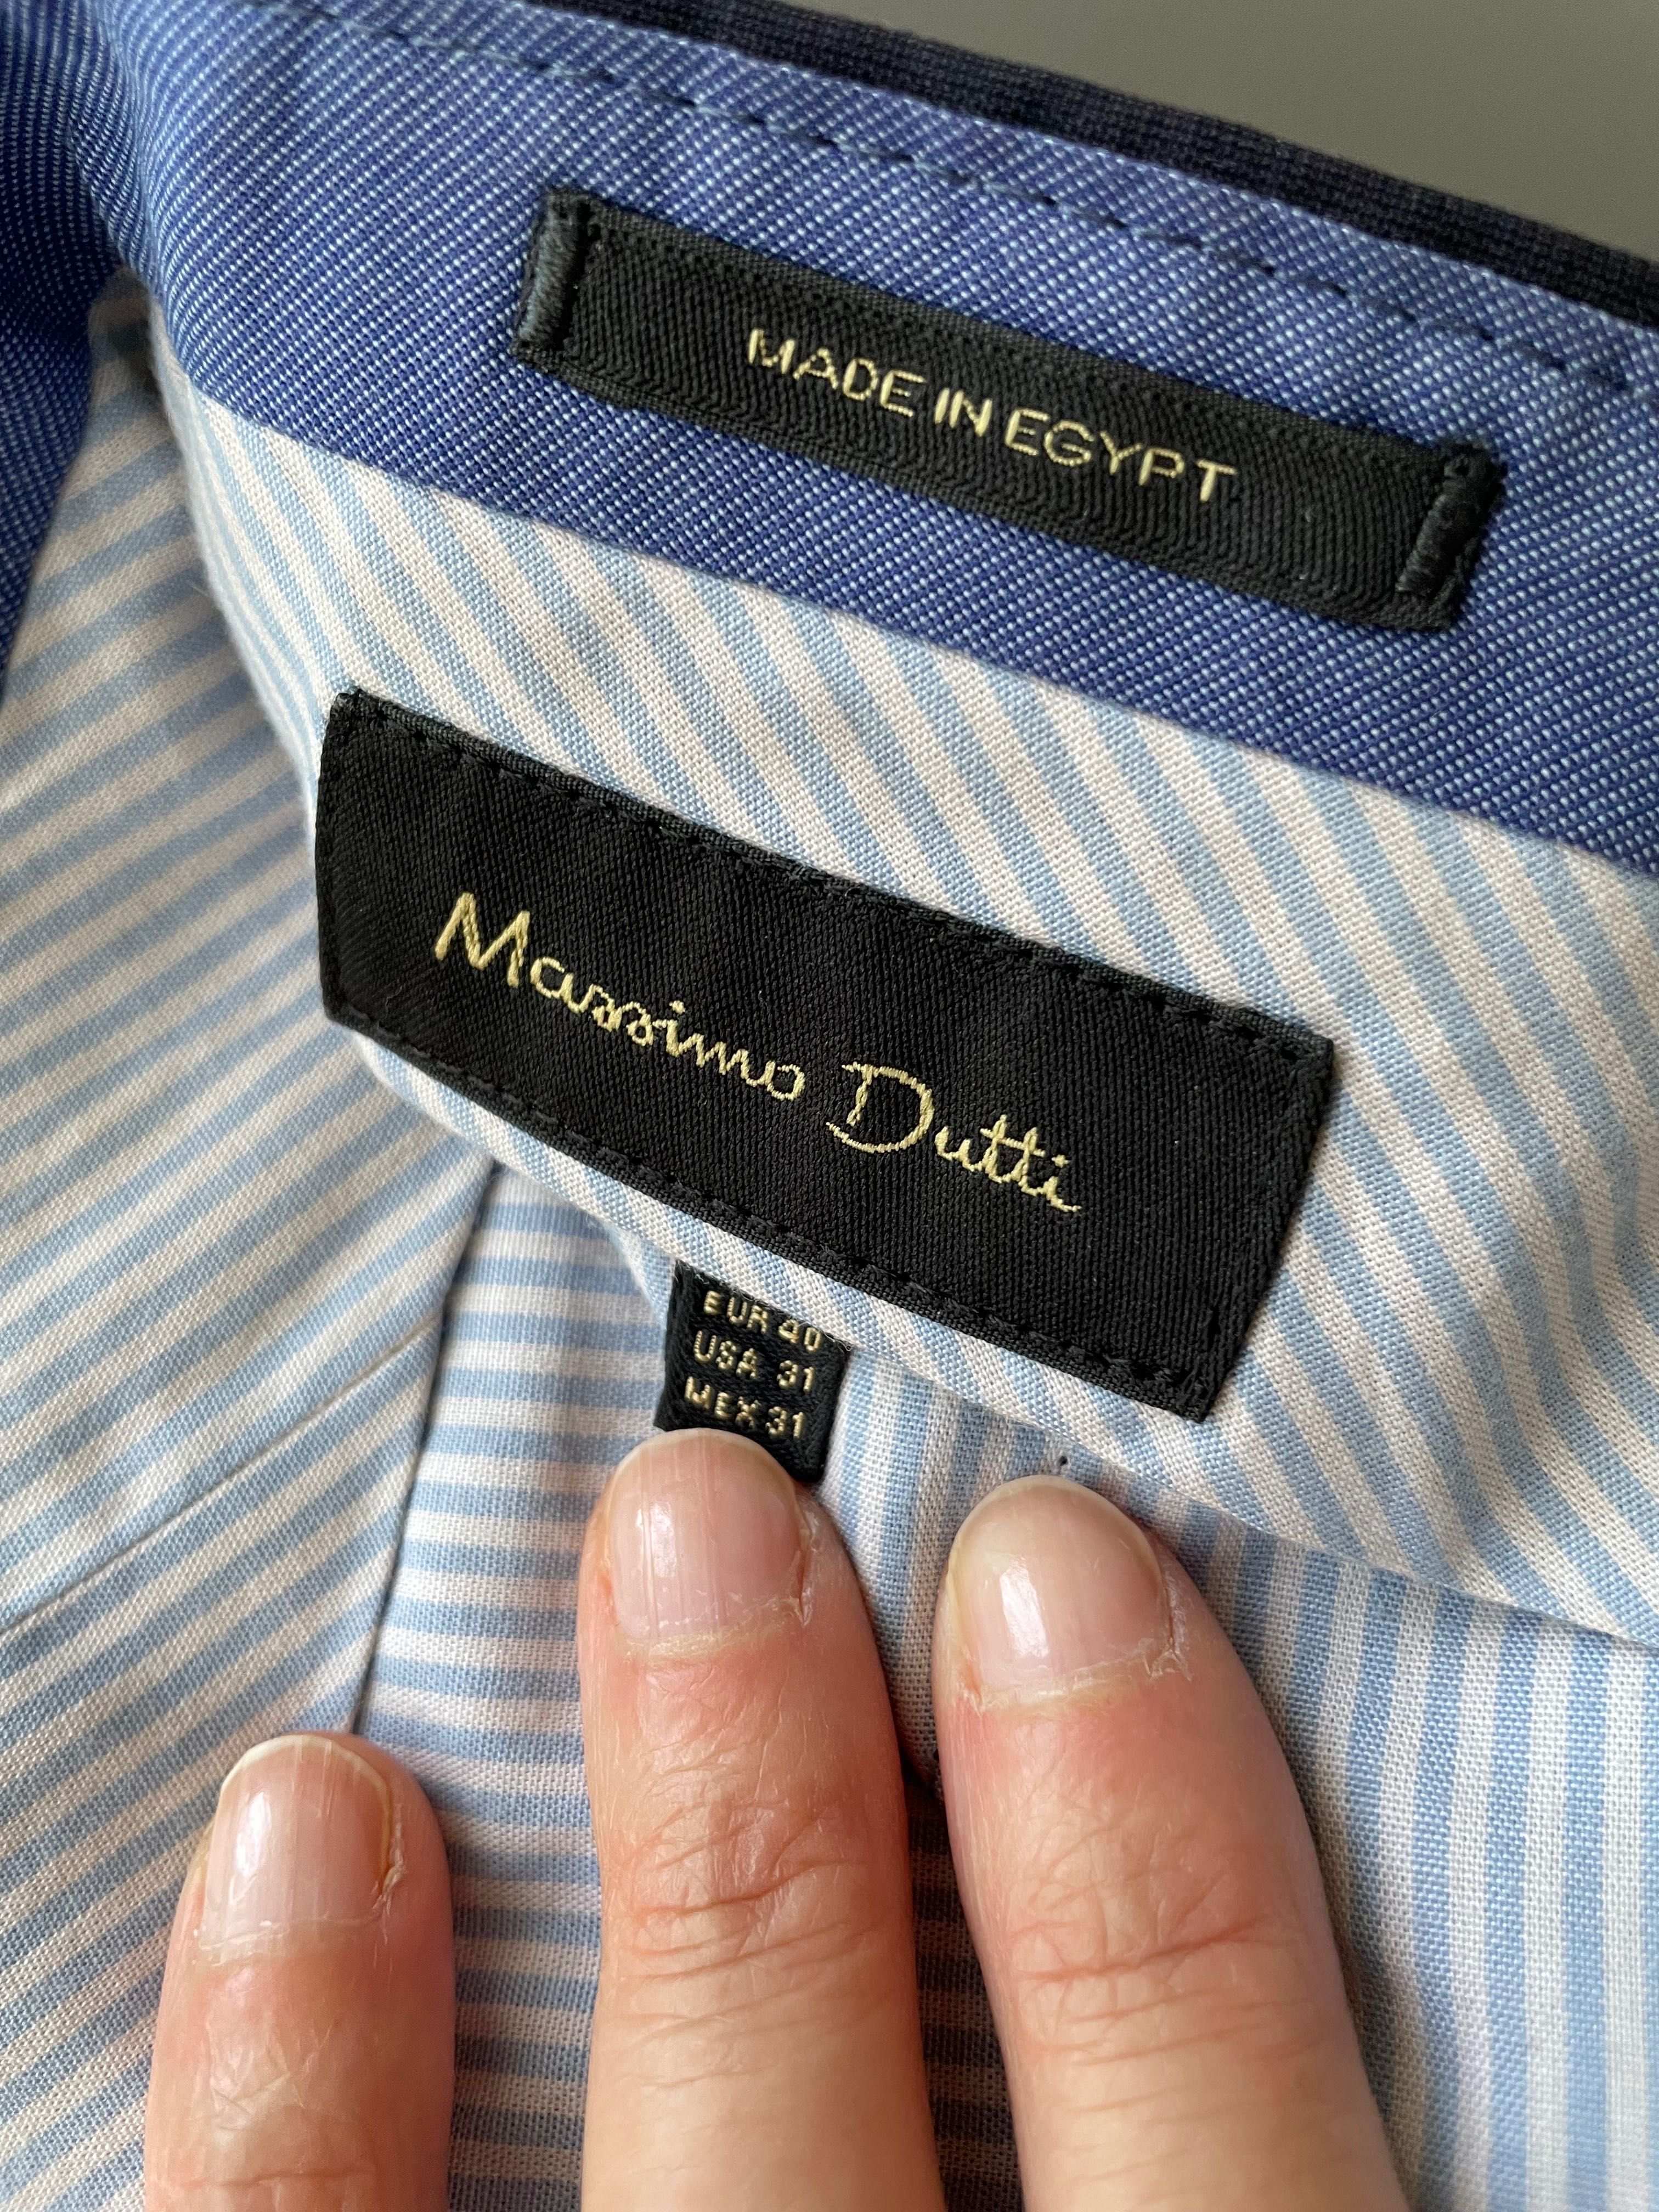 MADE IN EGYPT
Massimo Dutti
EUR 40
USA 31
MEX 31